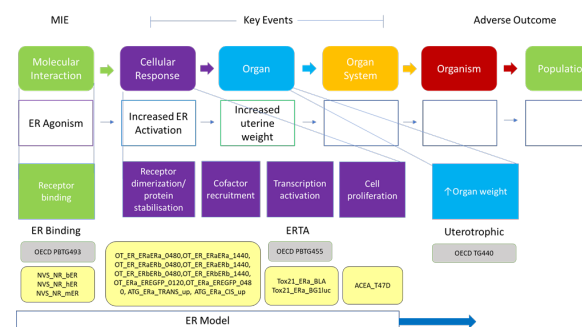 MIE
Key Events
Adverse Outcome
Molecular
Interaction
Cellular
Response
Organ
Organ
System
Organism
Population
ER Agonism
Increased ER
Activation
Increased
uterine
weight
Receptor
binding
Receptor
dimerization/
protein
stabilisation
Cofactor
recruitment
Transcription
activation
Cell
proliferation
↑Organ weight
ER Binding
ERTA
Uterotrophic
OECD PBTG493
OECD PBTG455
OECD TG440
NVS_NR_bER
NVS_NR_hER
NVS_NR_mER
OT_ER_ERaERa_0480,OT_ER_ERaERa_1440,
OT_ER_ERaERb_0480,OT_ER_ERaERb_1440,
OT_ER_ERbERb_0480,OT_ER_ERbERb_1440,
OT_ERa_EREGFP_0120,OT_ERa_EREGFP_048
0, ATG_ERa_TRANS_up, ATG_ERa_CIS_up
Tox21_ERa_BLA
Tox21_ERa_BG1luc
ACEA_T47D
ER Model